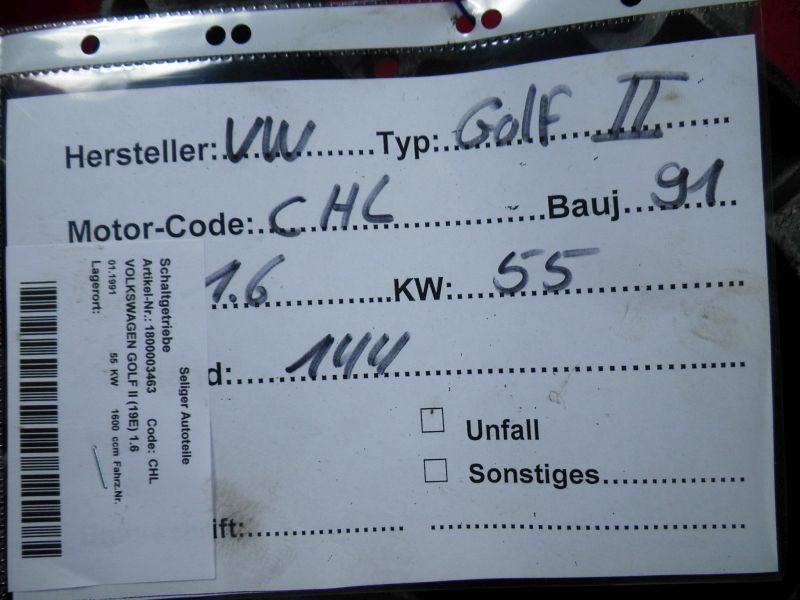 Hersteller: VW Typ: Golf II
Motor-Code: CHL Bauj. 91
1.6 KW: 55
d: 144
Unfall
Sonstiges
ift:
Seliger Autoteile
Schaltgetriebe
Artikel-Nr.: 1800003463 Code: CHL
VOLKSWAGEN GOLF II (19E) 1.6
01.1991 55 KW 1600 ccm Fahrz.Nr.
Lagerort: